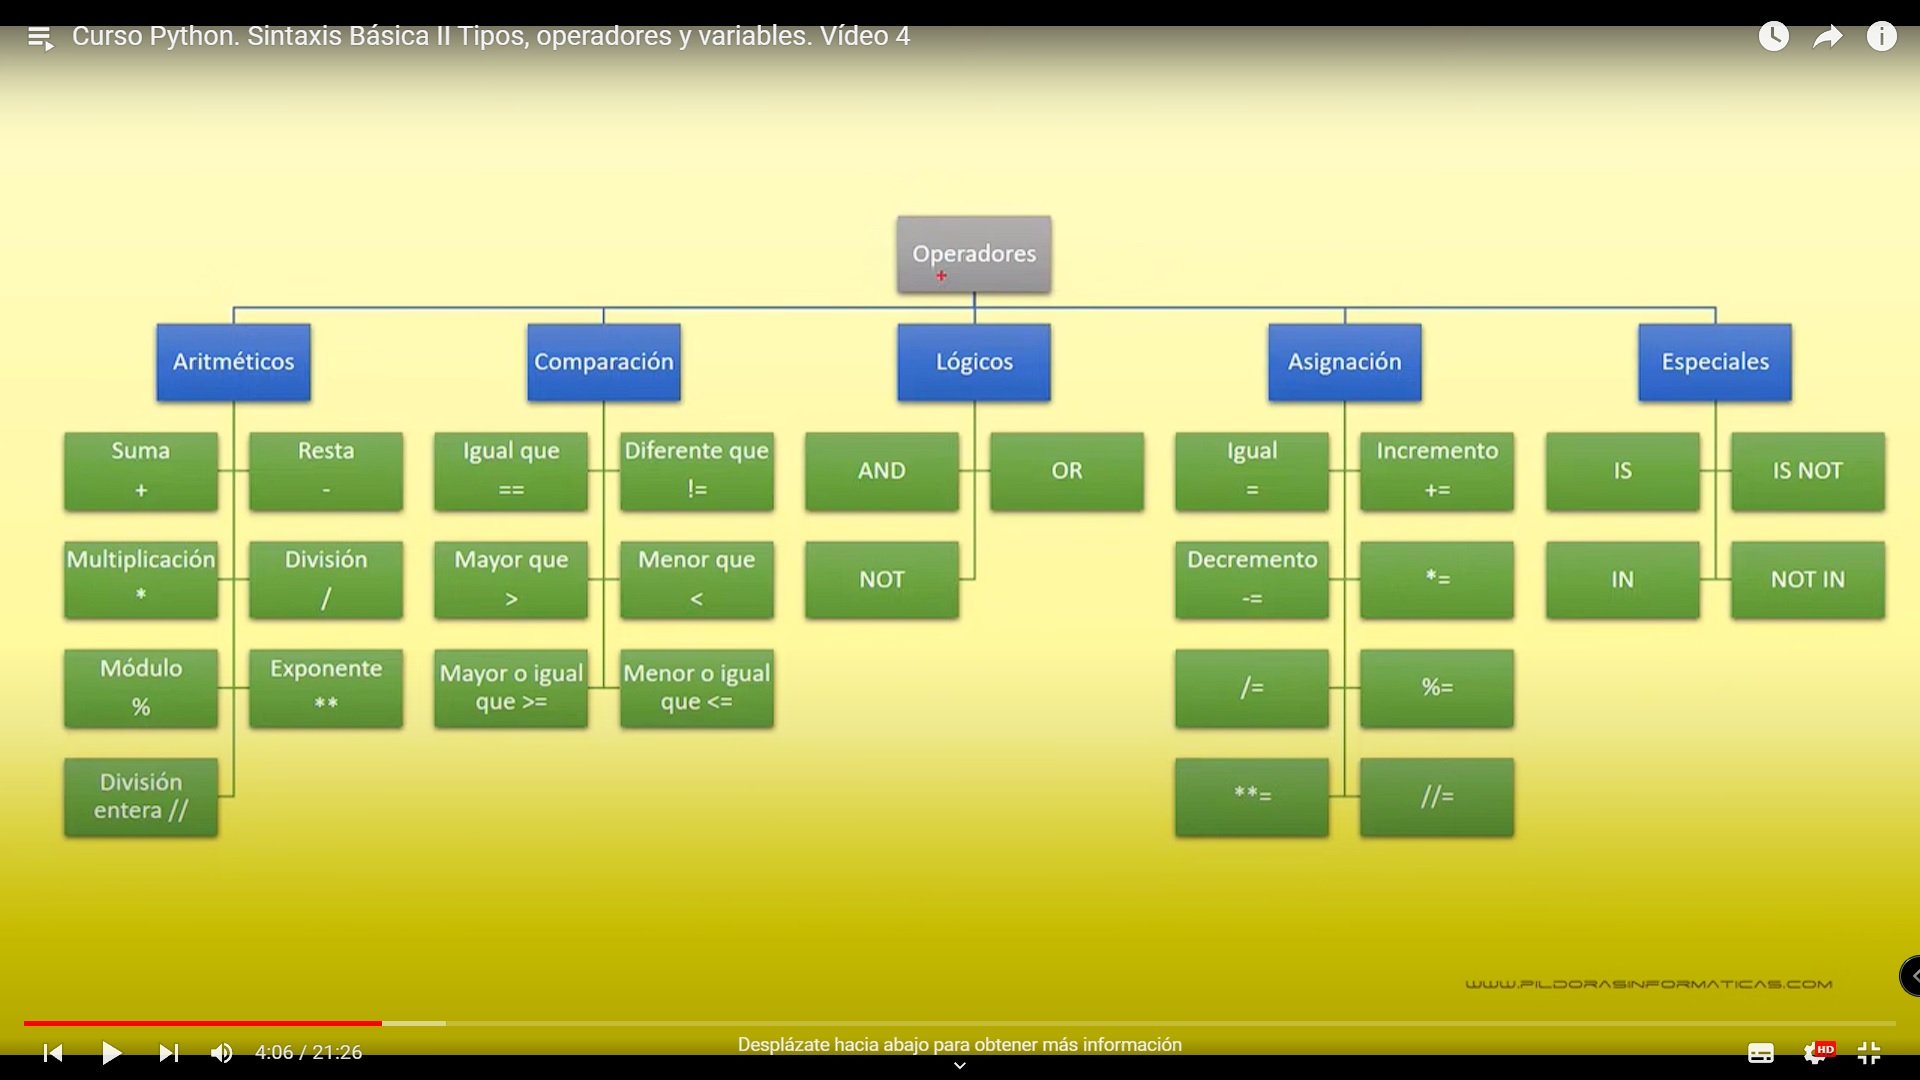 Curso Python. Sintaxis Básica II Tipos, operadores y variables. Vídeo 4
Operadores
Aritméticos
Comparación
Lógicos
Asignación
Especiales
Suma
+
Resta
-
Igual que
==
Diferente que
!=
AND
OR
Igual
=
Incremento
+=
IS
IS NOT
Multiplicación
*
División
/
Mayor que
>
Menor que
<
NOT
Decremento
-=
*=
IN
NOT IN
Módulo
%
Exponente
**
Mayor o igual
que >=
Menor o igual
que <=
/=
%=
División
entera //
**=
//=
WWW.PILDORASINFORMATICAS.COM
4:06 / 21:26
Desplázate hacia abajo para obtener más información
HD